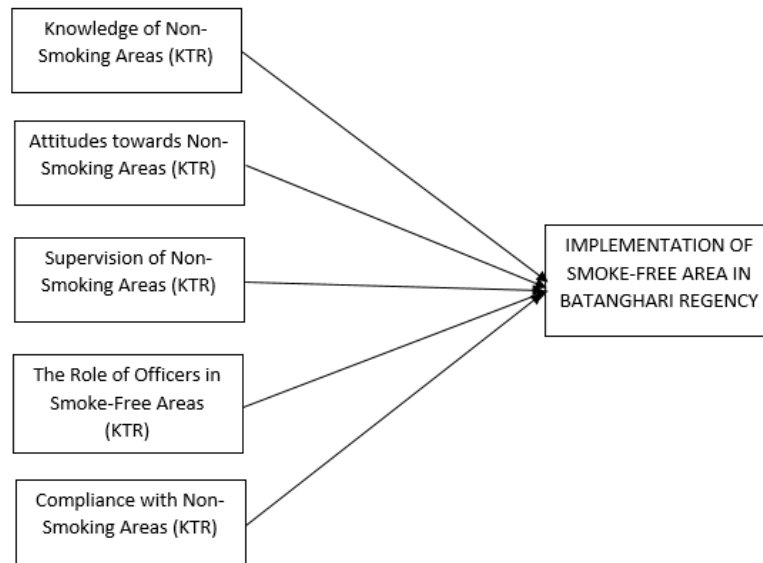 Knowledge of Non-
Smoking Areas (KTR)
Attitudes towards Non-
Smoking Areas (KTR)
Supervision of Non-
Smoking Areas (KTR)
The Role of Officers in
Smoke-Free Areas
(KTR)
Compliance with Non-
Smoking Areas (KTR)
IMPLEMENTATION OF
SMOKE-FREE AREA IN
BATANGHARI REGENCY